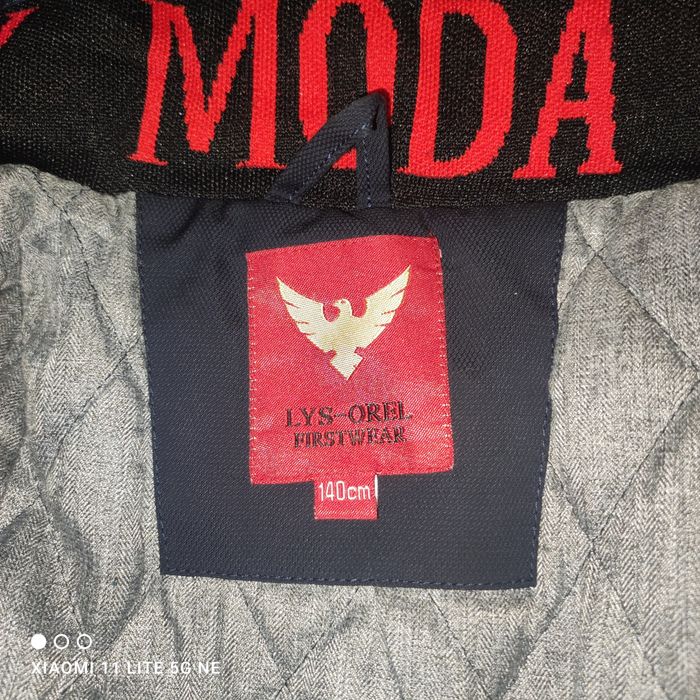 MODA
LYS-OREL
FIRSTWEAR
140cm
XIAOMI 11 LITE 5G NE